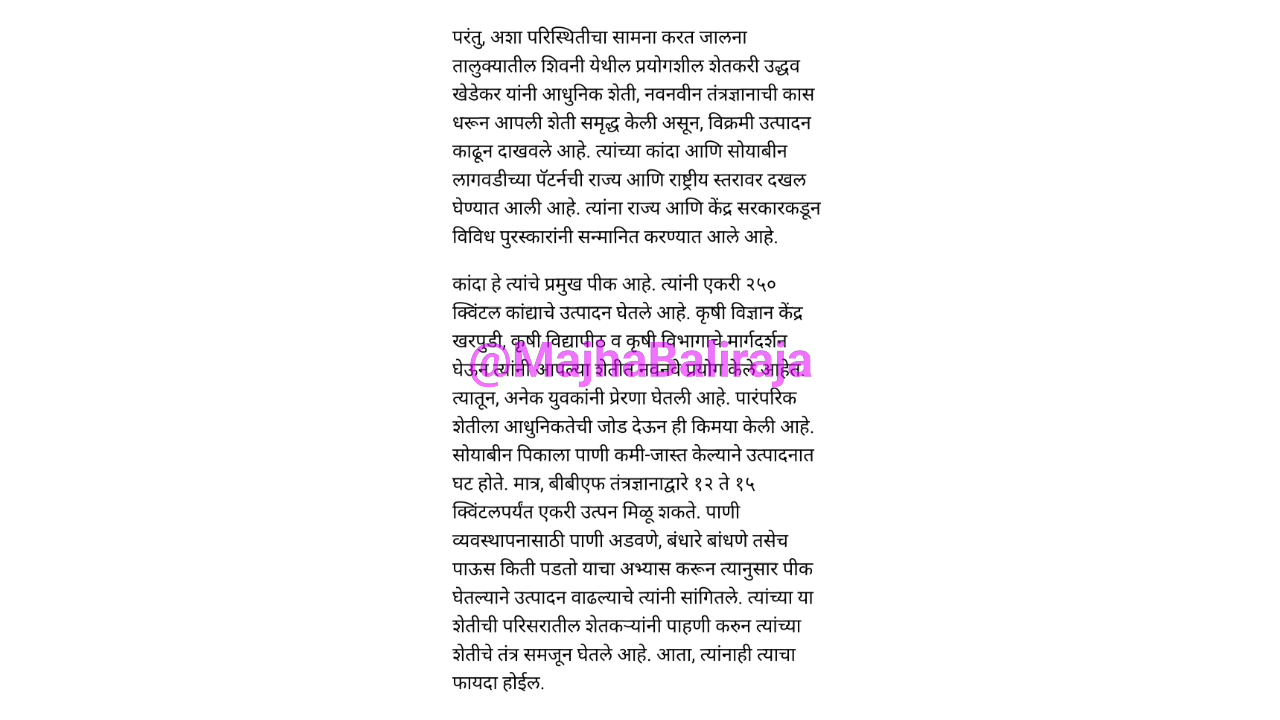 परंतु, अशा परिस्थितीचा सामना करत जालना
तालुक्यातील शिवनी येथील प्रयोगशील शेतकरी उद्धव
खेडेकर यांनी आधुनिक शेती, नवनवीन तंत्रज्ञानाची कास
धरून आपली शेती समृद्ध केली असून, विक्रमी उत्पादन
काढून दाखवले आहे. त्यांच्या कांदा आणि सोयाबीन
लागवडीच्या पॅटर्नची राज्य आणि राष्ट्रीय स्तरावर दखल
घेण्यात आली आहे. त्यांना राज्य आणि केंद्र सरकारकडून
विविध पुरस्कारांनी सन्मानित करण्यात आले आहे.
कांदा हे त्यांचे प्रमुख पीक आहे. त्यांनी एकरी २५०
क्विंटल कांद्याचे उत्पादन घेतले आहे. कृषी विज्ञान केंद्र
खरपुडी, कृषी विद्यापीठ व कृषी विभागाचे मार्गदर्शन
@MajhaBaliraja
घेऊन त्यांनी आपल्या शेतीत नवनवे प्रयोग केले आहेत.
त्यातून, अनेक युवकांनी प्रेरणा घेतली आहे. पारंपरिक
शेतीला आधुनिकतेची जोड देऊन ही किमया केली आहे.
सोयाबीन पिकाला पाणी कमी-जास्त केल्याने उत्पादनात
घट होते. मात्र, बीबीएफ तंत्रज्ञानाद्वारे १२ ते १५
क्विंटलपर्यंत एकरी उत्पन मिळू शकते. पाणी
व्यवस्थापनासाठी पाणी अडवणे, बंधारे बांधणे तसेच
पाऊस किती पडतो याचा अभ्यास करून त्यानुसार पीक
घेतल्याने उत्पादन वाढल्याचे त्यांनी सांगितले. त्यांच्या या
शेतीची परिसरातील शेतकऱ्यांनी पाहणी करुन त्यांच्या
शेतीचे तंत्र समजून घेतले आहे. आता, त्यांनाही त्याचा
फायदा होईल.